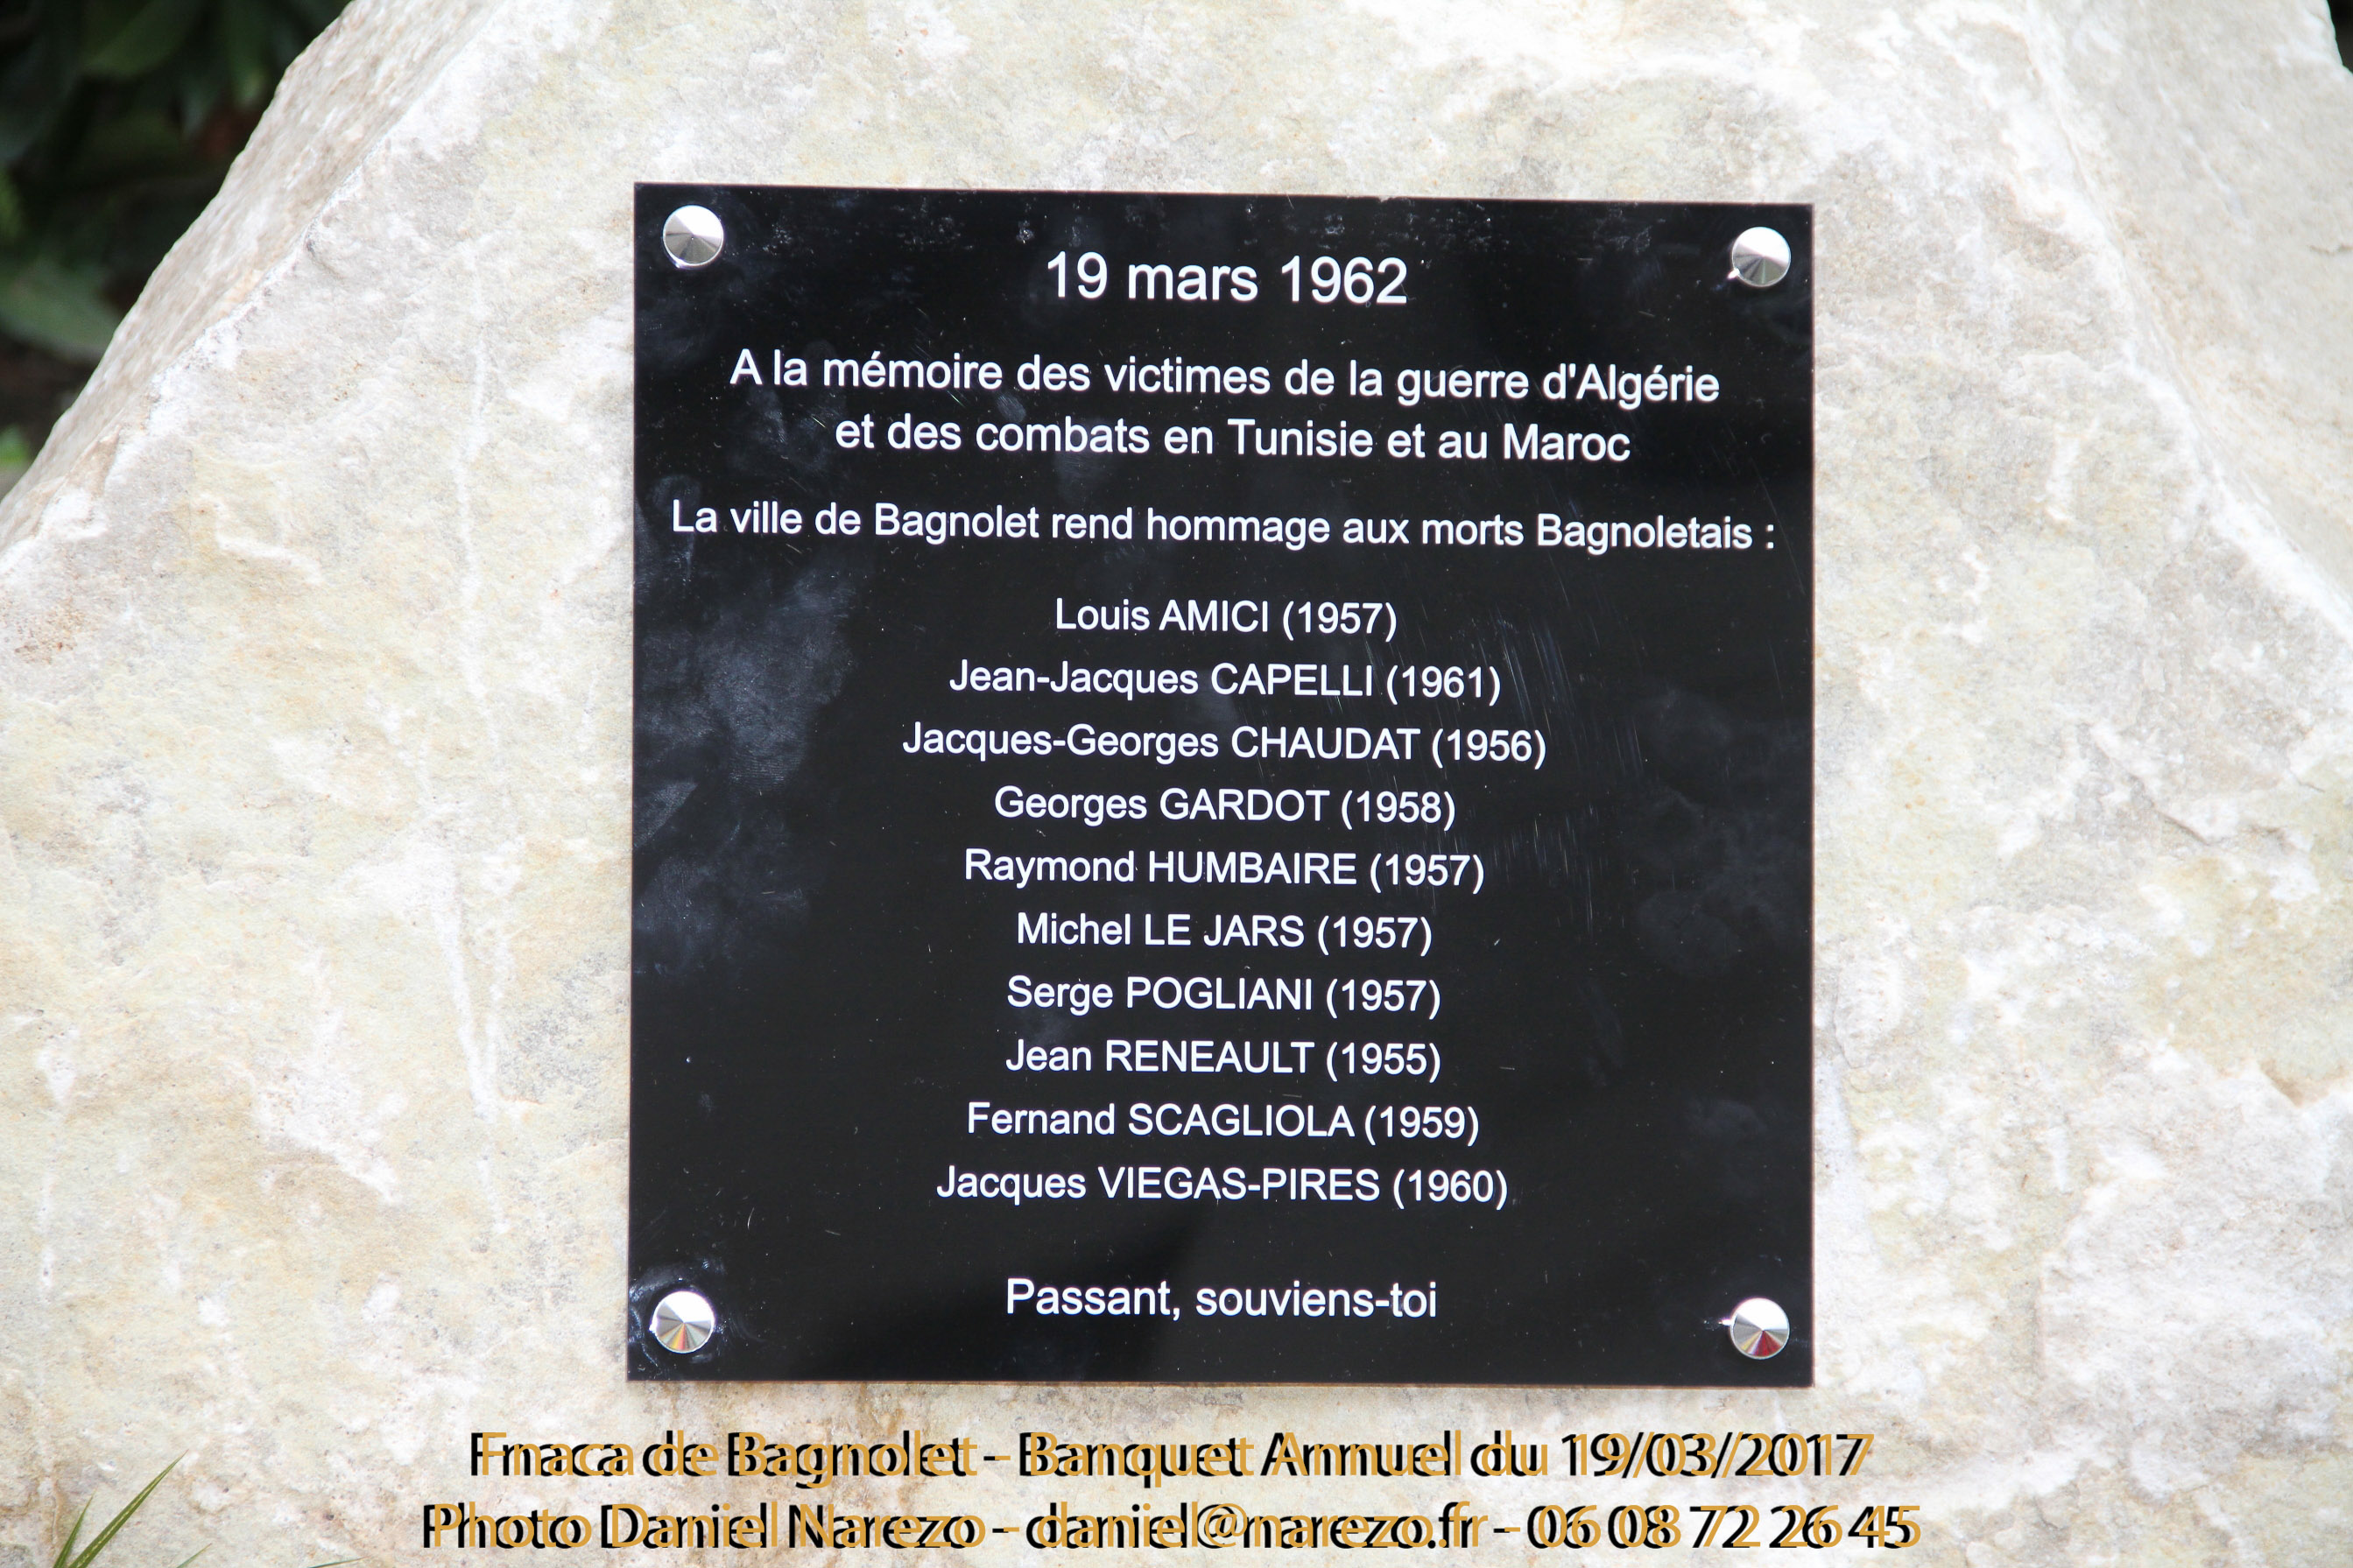 19 mars 1962
A la mémoire des victimes de la guerre d'Algérie
et des combats en Tunisie et au Maroc
La ville de Bagnolet rend hommage aux morts Bagnoletais :
Louis AMICI (1957)
Jean-Jacques CAPELLI (1961)
Jacques-Georges CHAUDAT (1956)
Georges GARDOT (1958)
Raymond HUMBAIRE (1957)
Michel LE JARS (1957)
Serge POGLIANI (1957)
Jean RENEAULT (1955)
Fernand SCAGLIOLA (1959)
Jacques VIEGAS-PIRES (1960)
Passant, souviens-toi
Fnaca de Bagnolet - Banquet Annuel du 19/03/2017
Photo Daniel Narezo - daniel@narezo.fr - 06 08 72 26 45